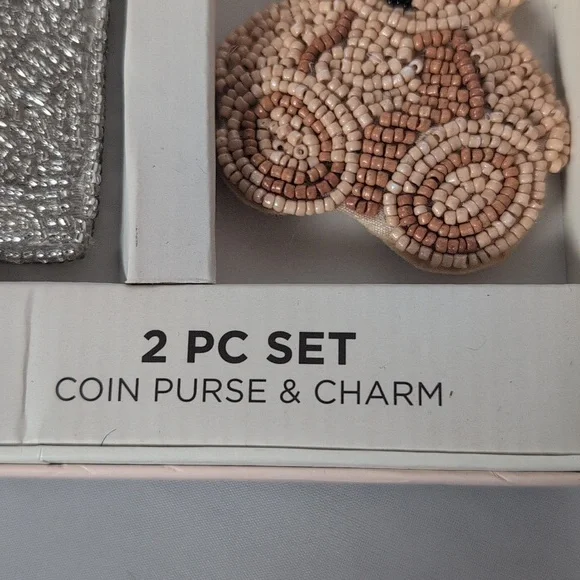 2 PC SET
COIN PURSE & CHARM